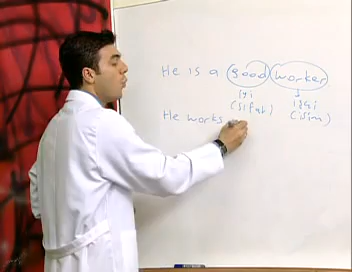 He is a good worker
iyi işçi
(sıfat) (isim)
He works